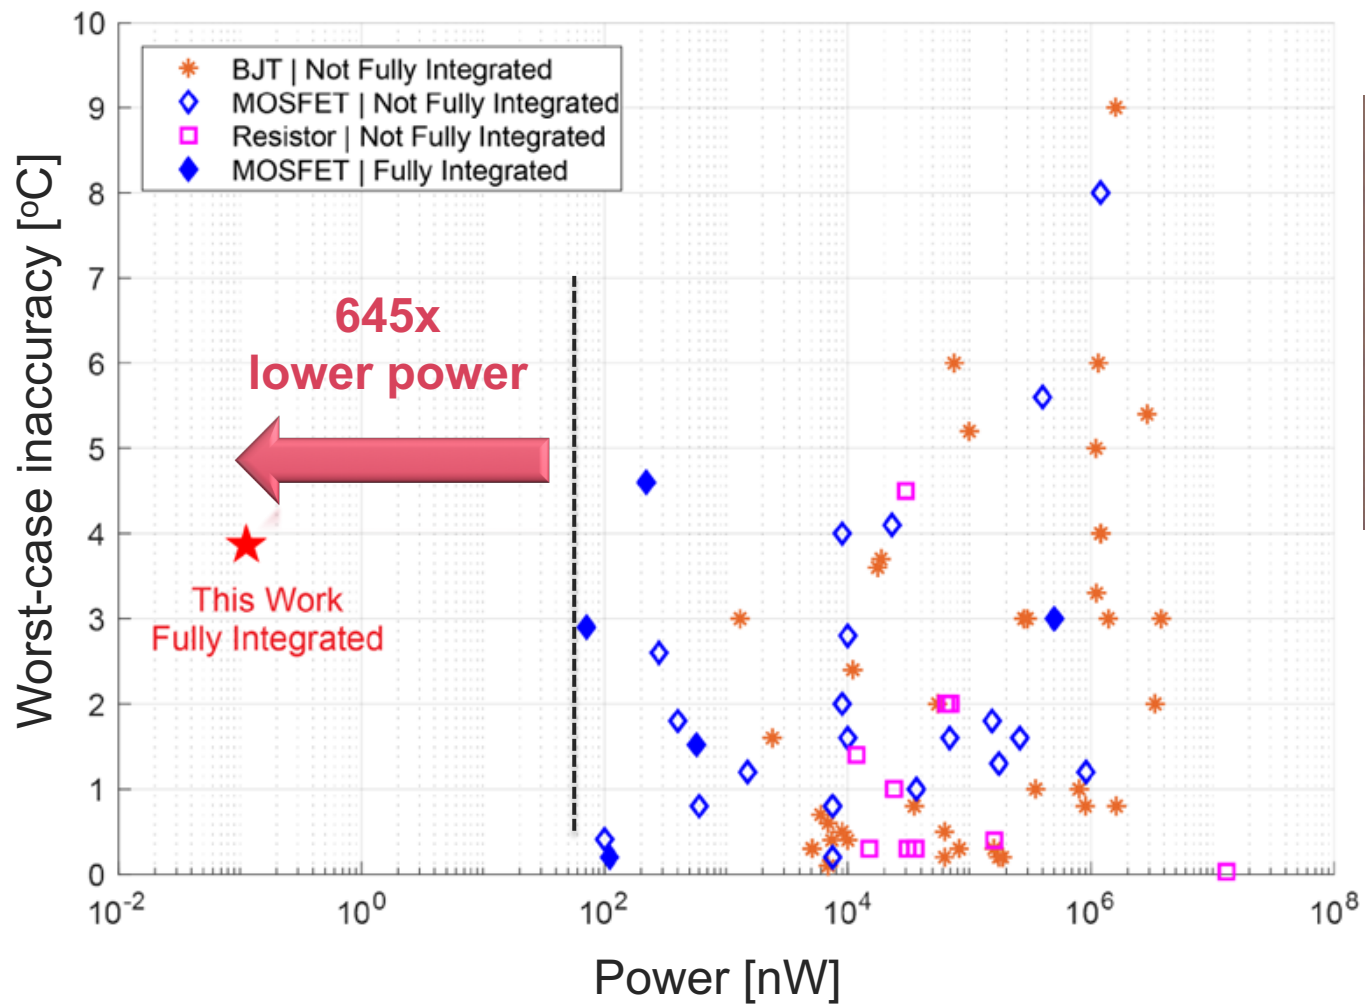 10
9
8
7
6
5
4
3
2
1
0
Worst-case inaccuracy [ºC]
BJT | Not Fully Integrated
MOSFET | Not Fully Integrated
Resistor | Not Fully Integrated
MOSFET | Fully Integrated
645x
lower power
This Work
Fully Integrated
10⁻² 10⁰ 10² 10⁴ 10⁶ 10⁸
Power [nW]